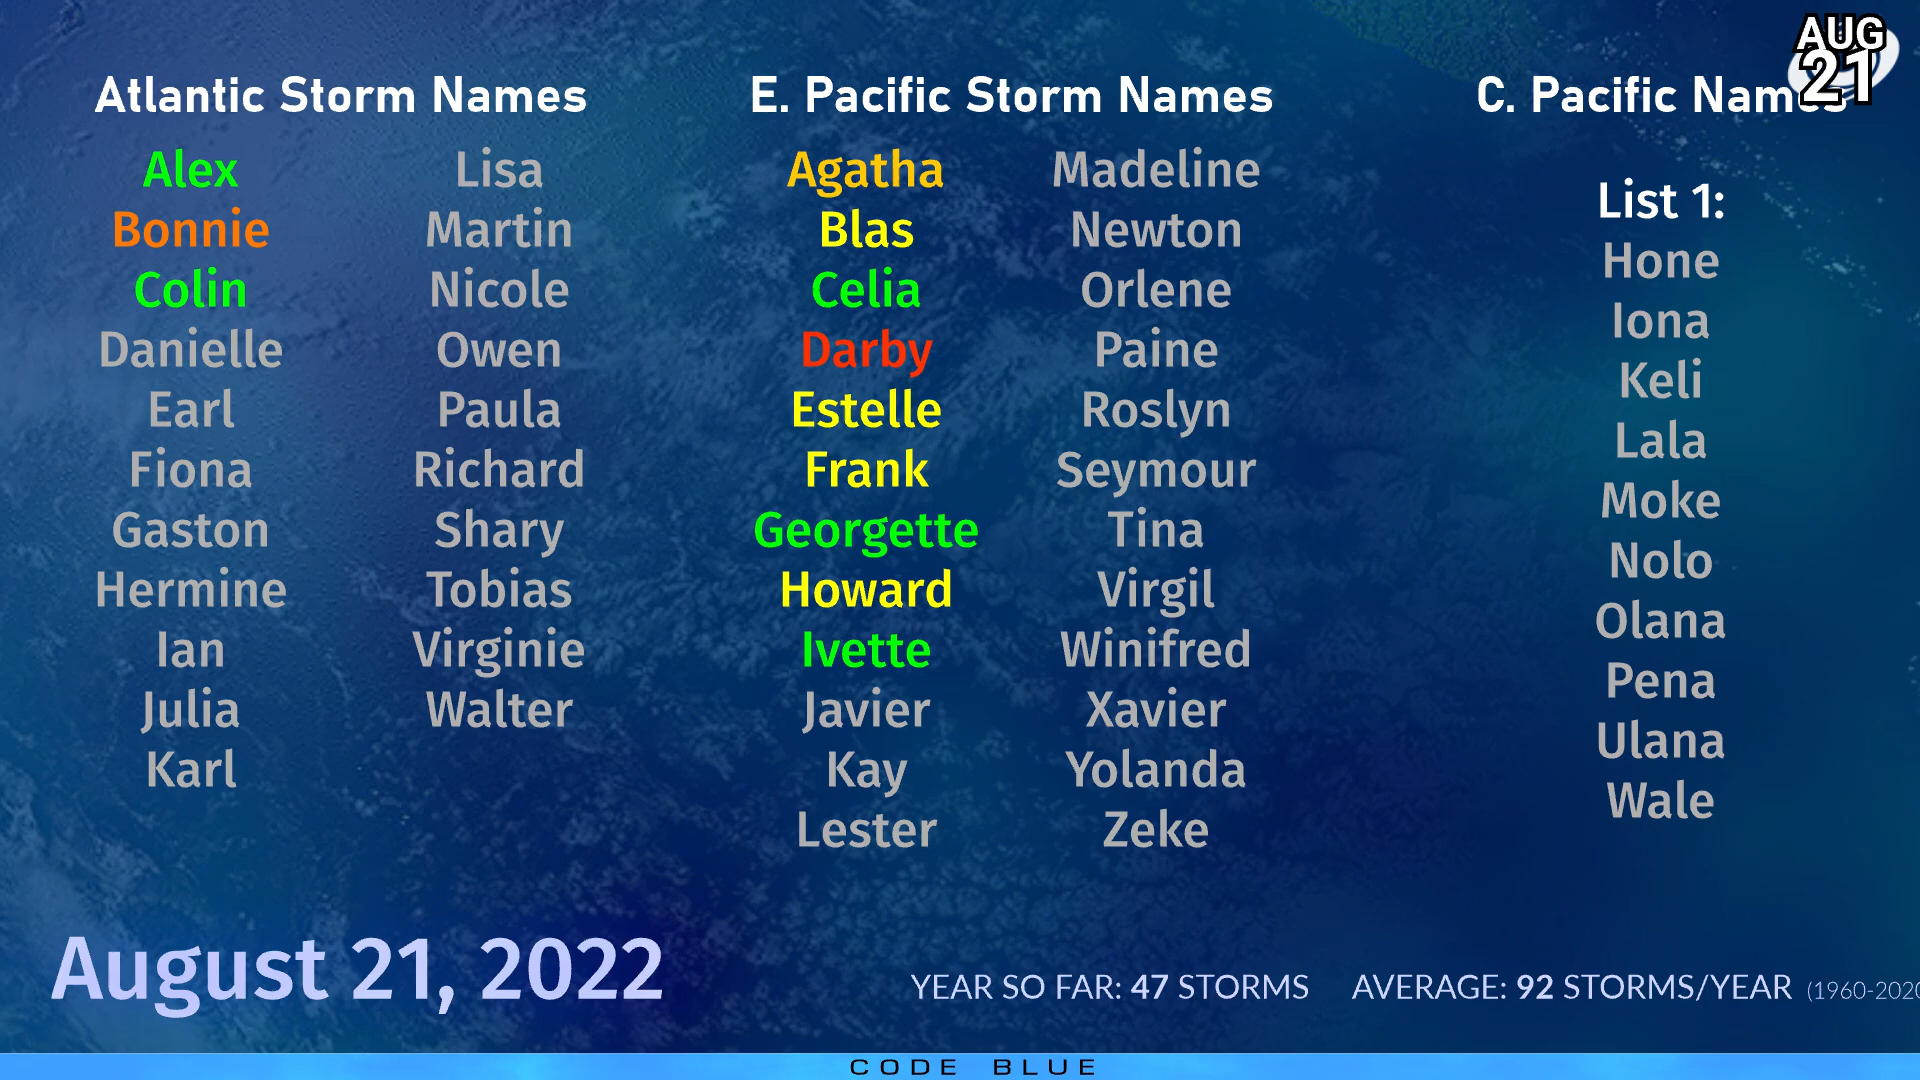 AUG
21
Atlantic Storm Names
Alex
Bonnie
Colin
Danielle
Earl
Fiona
Gaston
Hermine
Ian
Julia
Karl
Lisa
Martin
Nicole
Owen
Paula
Richard
Shary
Tobias
Virginie
Walter
E. Pacific Storm Names
Agatha
Blas
Celia
Darby
Estelle
Frank
Georgette
Howard
Ivette
Javier
Kay
Lester
Madeline
Newton
Orlene
Paine
Roslyn
Seymour
Tina
Virgil
Winifred
Xavier
Yolanda
Zeke
C. Pacific Names
List 1:
Hone
Iona
Keli
Lala
Moke
Nolo
Olana
Pena
Ulana
Wale
August 21, 2022
YEAR SO FAR: 47 STORMS AVERAGE: 92 STORMS/YEAR (1960-2020
CODE BLUE